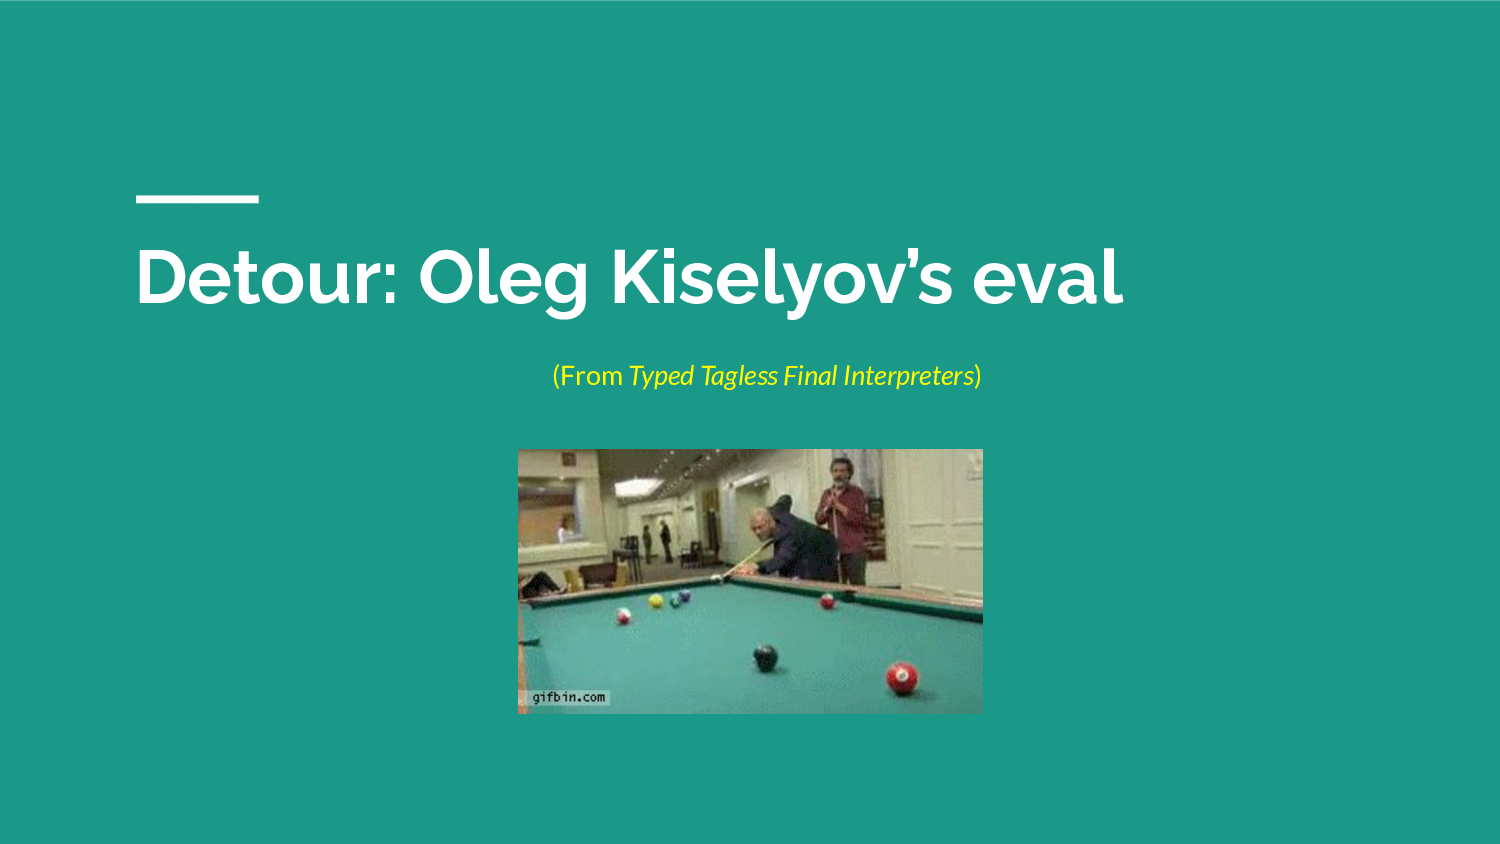 Detour: Oleg Kiselyov’s eval
(From Typed Tagless Final Interpreters)
gifbin.com